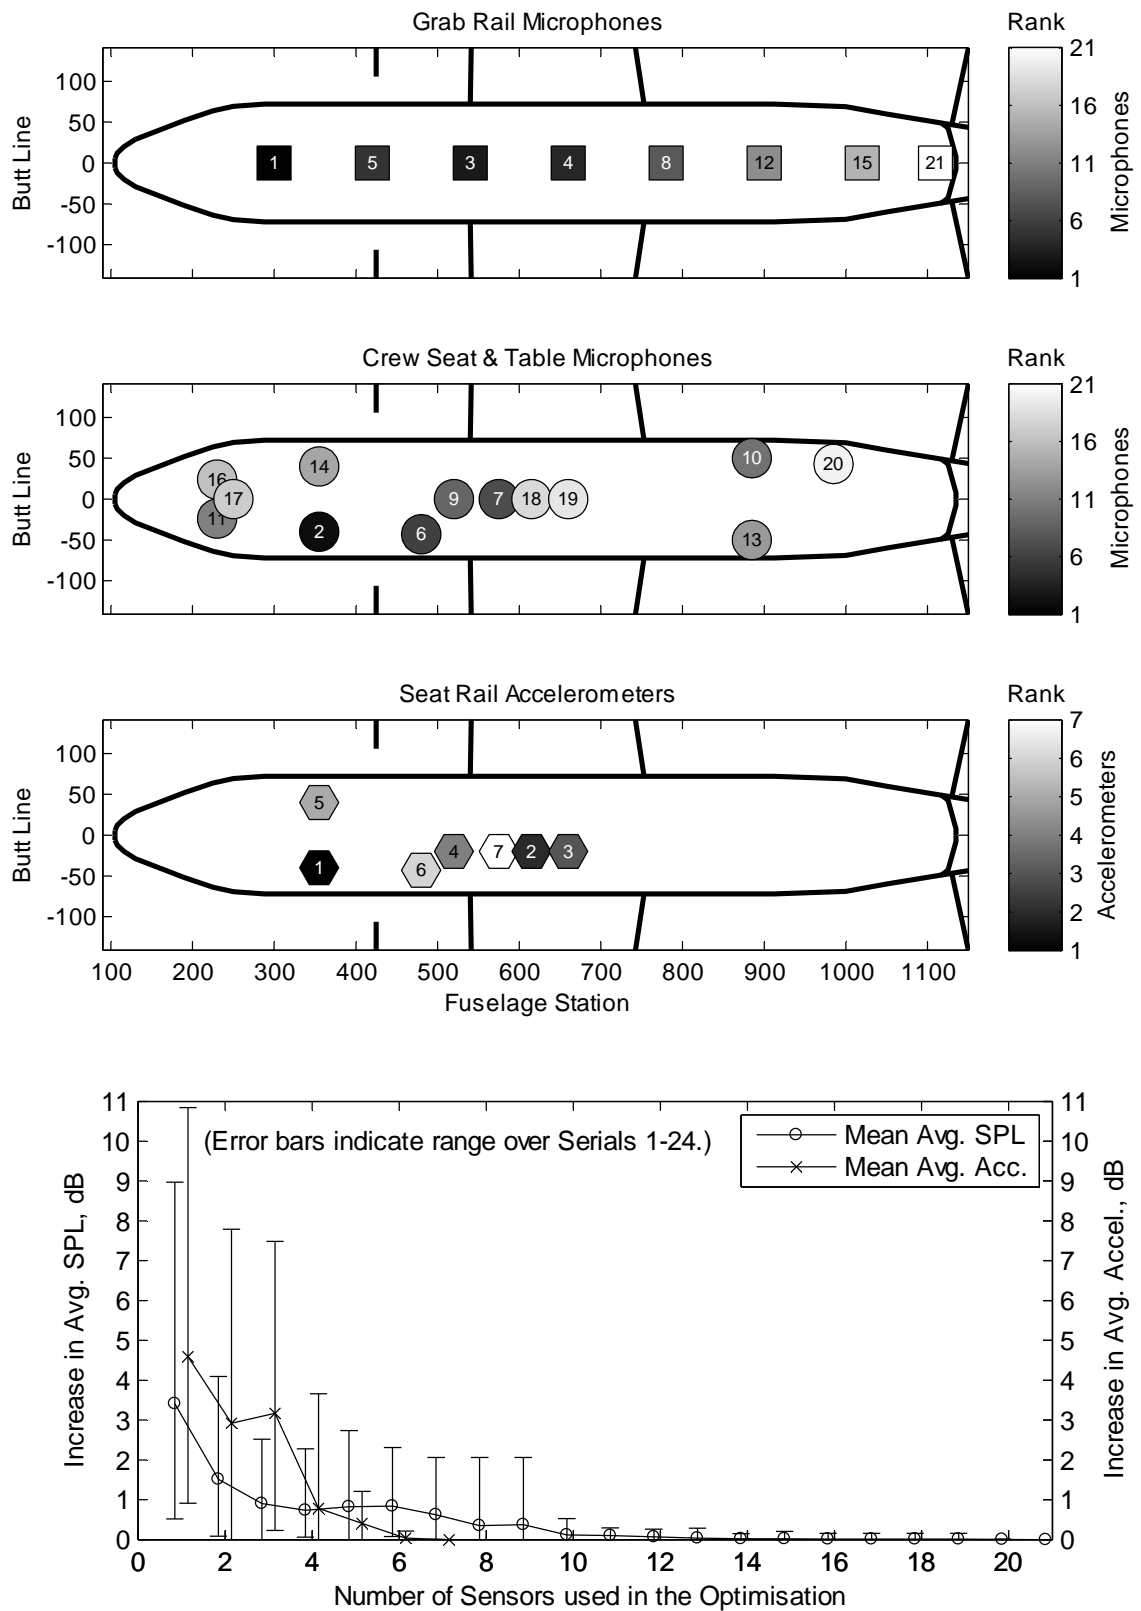 Grab Rail Microphones
Rank
100
50
0
-50
-100
Butt Line
1 5 3 4 8 12 15 21
21
16
11
6
1
Microphones
Crew Seat & Table Microphones
Rank
100
50
0
-50
-100
16 14 10 20
17 9 7 18 19
11 2 6 13
21
16
11
6
1
Microphones
Seat Rail Accelerometers
Rank
100
50
0
-50
-100
Butt Line
5
4 7 2 3
1 6
7
6
5
4
3
2
1
Accelerometers
100 200 300 400 500 600 700 800 900 1000 1100
Fuselage Station
11
10
9
8
7
6
5
4
3
2
1
0
Increase in Avg. SPL, dB
(Error bars indicate range over Serials 1-24.)
Mean Avg. SPL
Mean Avg. Acc.
11
10
9
8
7
6
5
4
3
2
1
0
Increase in Avg. Accel., dB
0 2 4 6 8 10 12 14 16 18 20
Number of Sensors used in the Optimisation